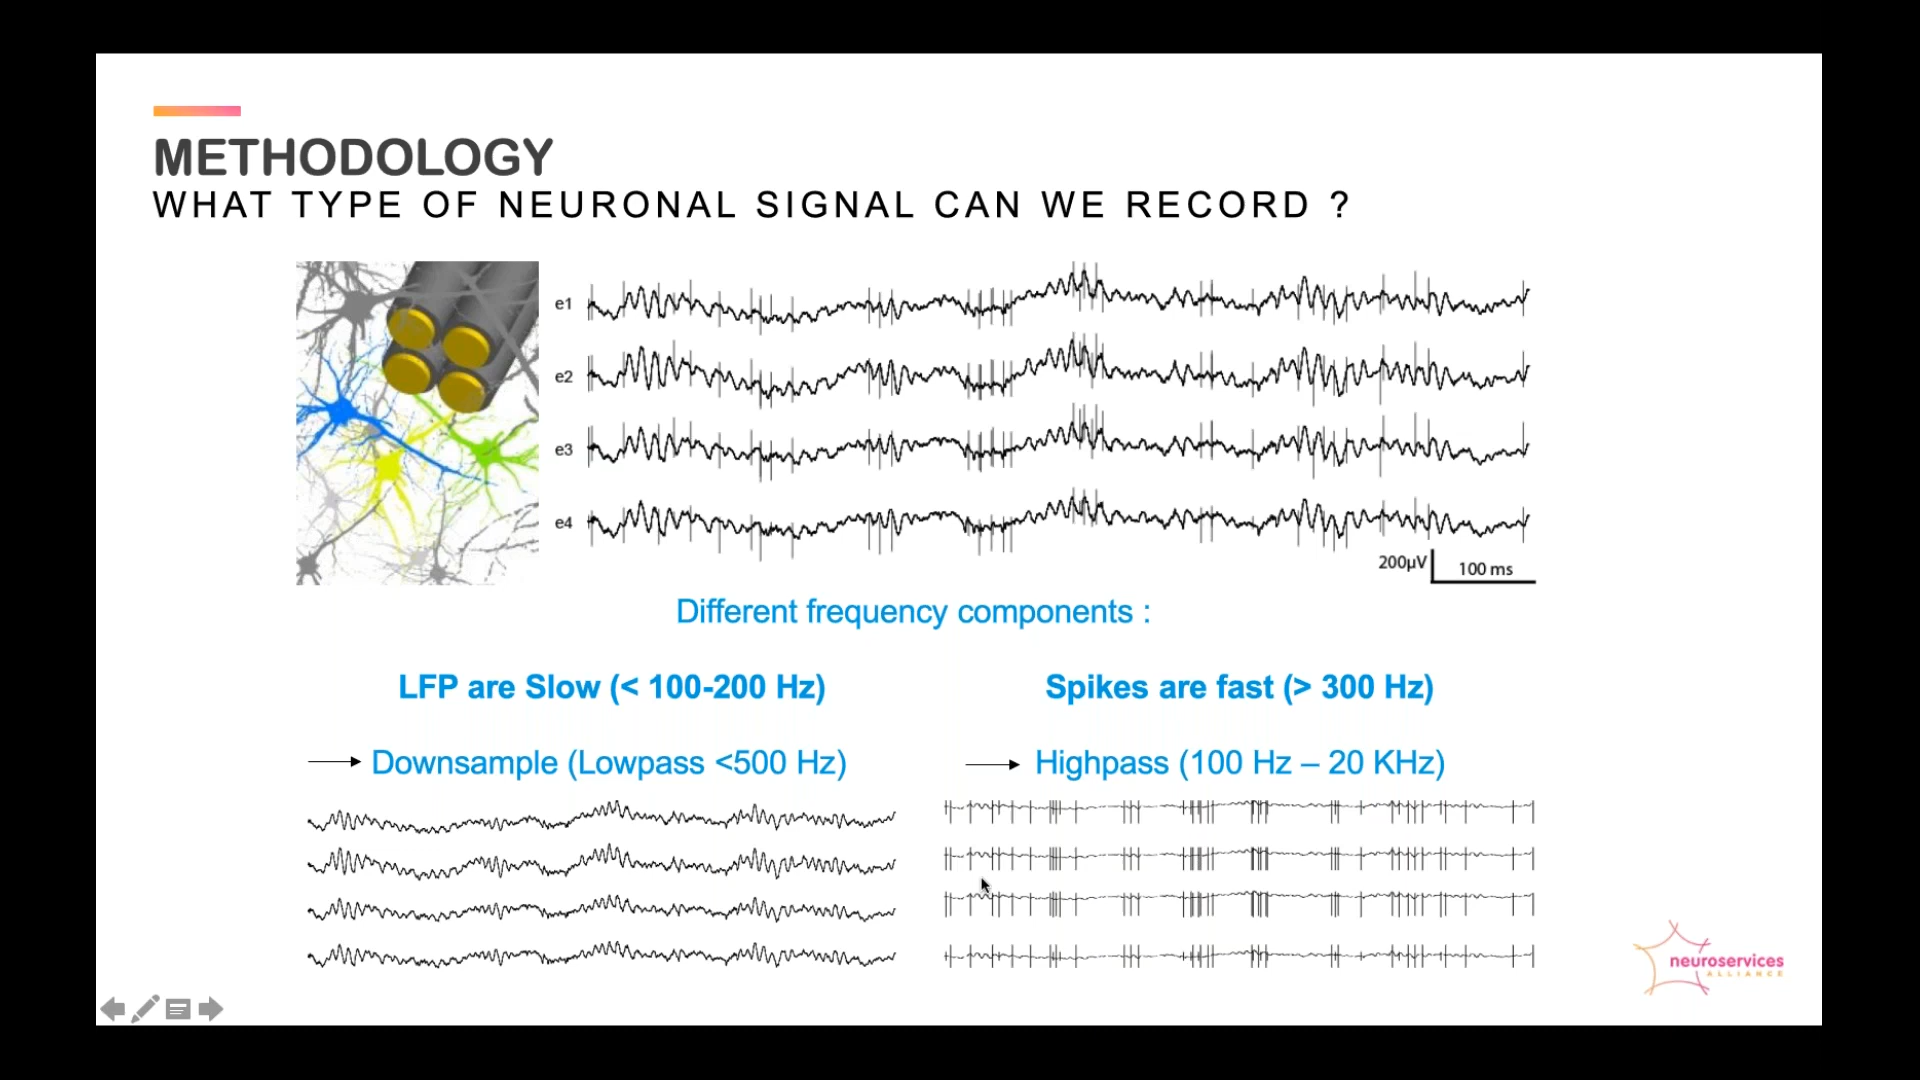 METHODOLOGY
WHAT TYPE OF NEURONAL SIGNAL CAN WE RECORD ?
e1
e2
e3
e4
200µV
100 ms
Different frequency components :
LFP are Slow (< 100-200 Hz)
Spikes are fast (> 300 Hz)
Downsample (Lowpass <500 Hz)
Highpass (100 Hz – 20 KHz)
neuroservices
ALLIANCE